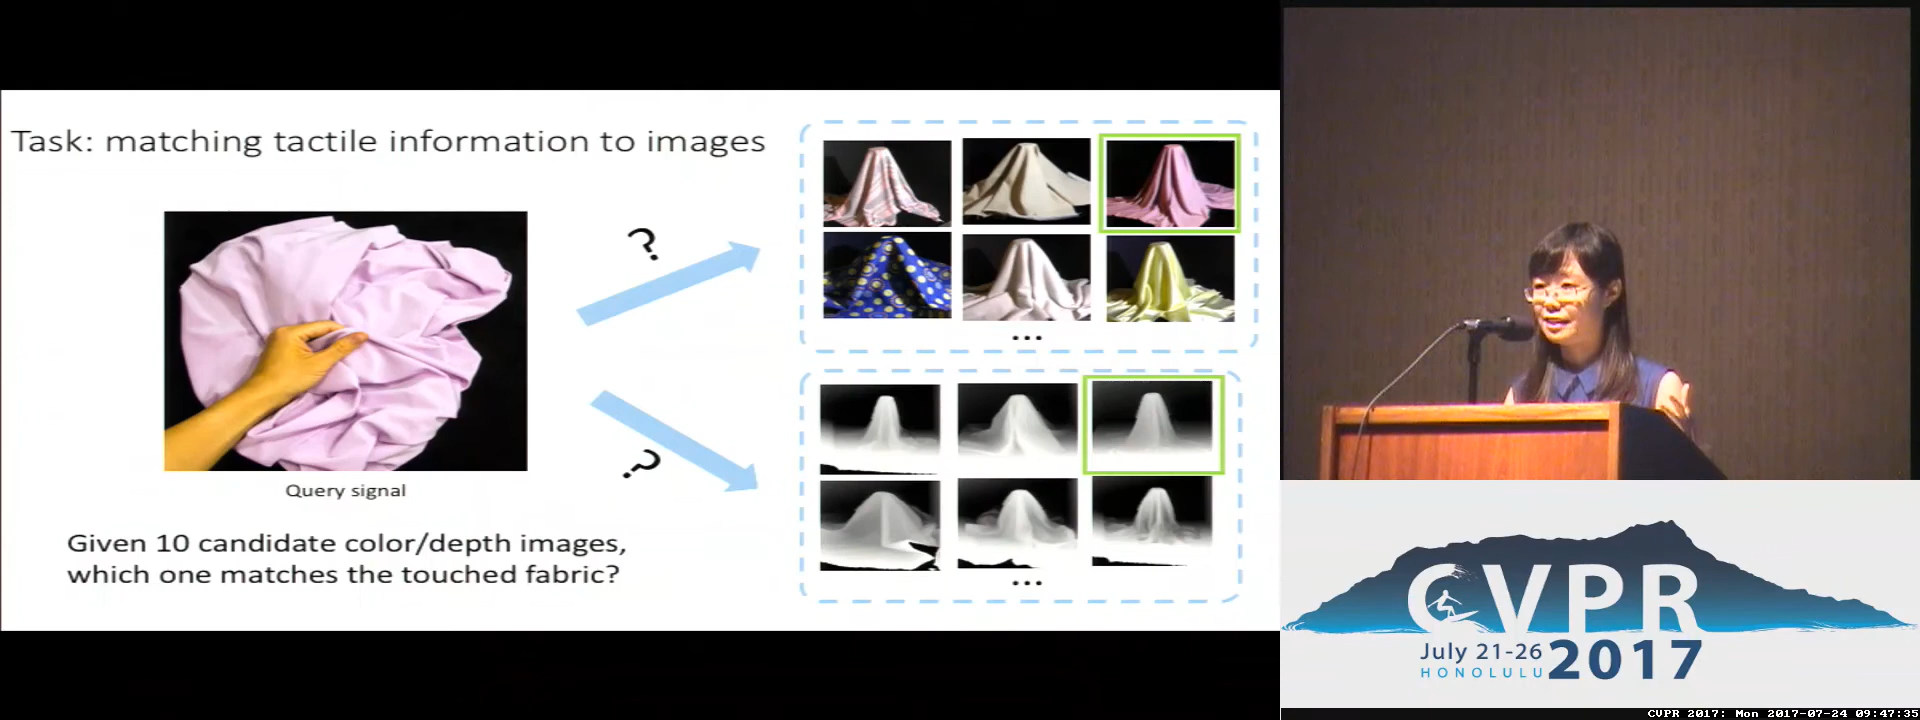 Task: matching tactile information to images
?
?
...
...
Query signal
Given 10 candidate color/depth images,
which one matches the touched fabric?
CVPR
July 21-26
HONOLULU
2017
CVPR 2017: Mon 2017-07-24 09:47:35